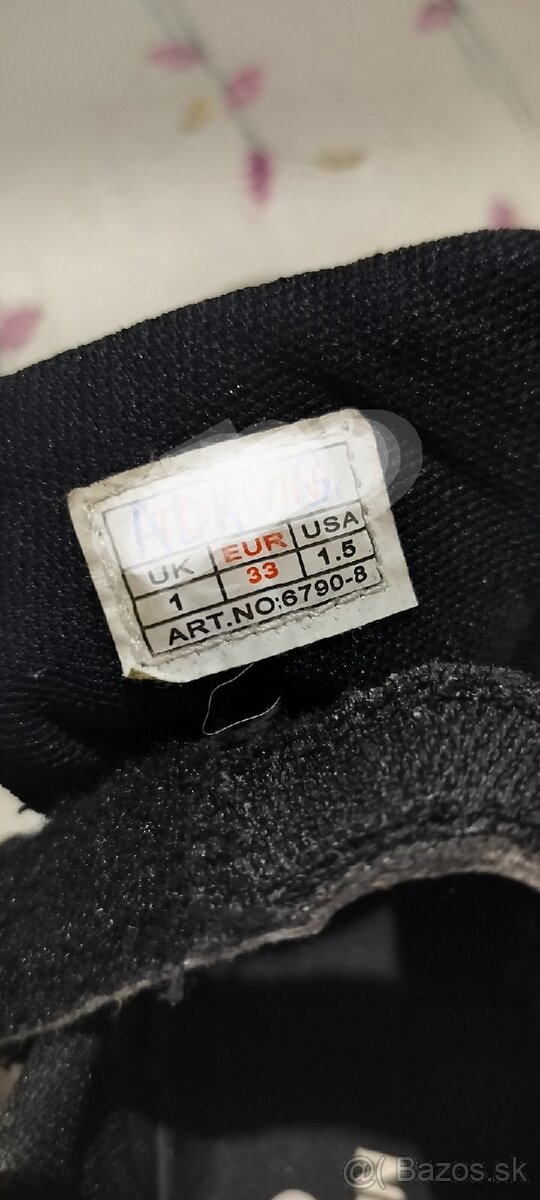 UK EUR USA
1 33 1.5
ART.NO:6790-8
@( Bazos.sk